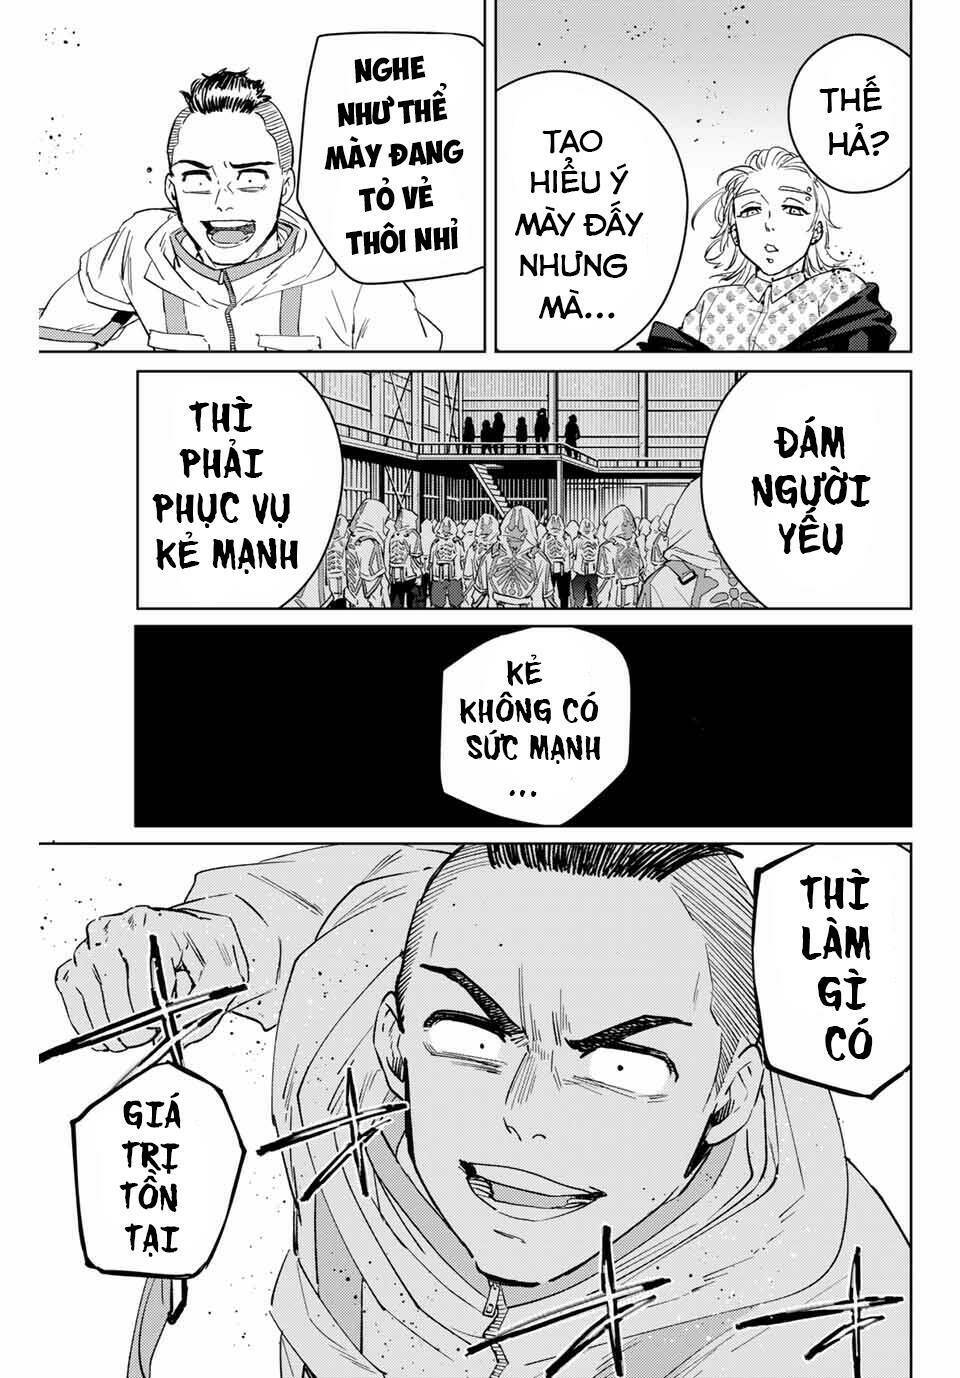 THẾ
HẢ?
TAO
HIỂU Ý
MÀY ĐẤY
NHƯNG
MÀ...
NGHE
NHƯ THỂ
MÀY ĐANG
TỎ VẺ
THÔI NHỈ
ĐÁM
NGƯỜI
YẾU
THÌ
PHẢI
PHỤC VỤ
KẺ MẠNH
KẺ
KHÔNG CÓ
SỨC MẠNH
...
THÌ
LÀM
GÌ
CÓ
GIÁ
TRỊ
TỒN
TẠI